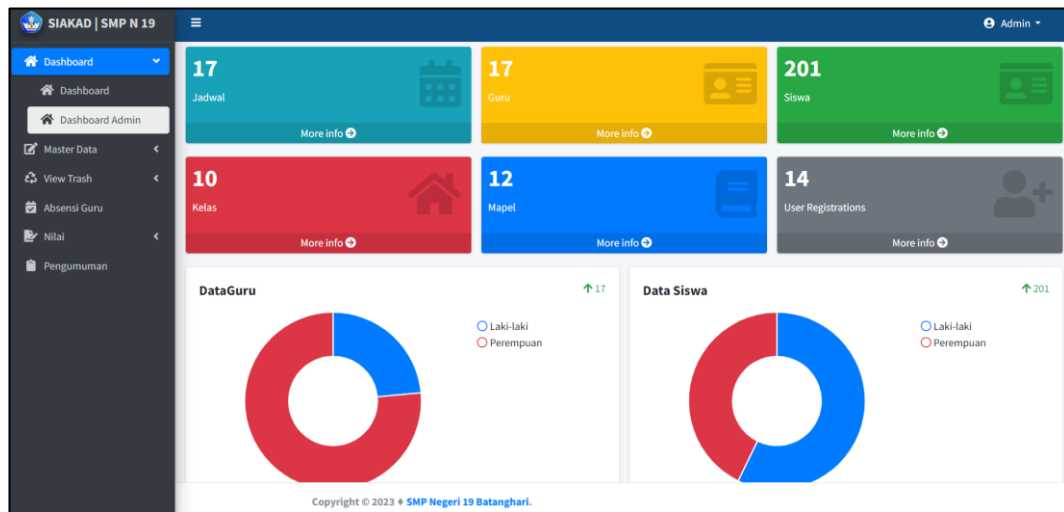 SIAKAD | SMP N 19
Admin
Dashboard
Dashboard
Dashboard Admin
Master Data
View Trash
Absensi Guru
Nilai
Pengumuman
17
Jadwal
More info
17
Guru
More info
201
Siswa
More info
10
Kelas
More info
12
Mapel
More info
14
User Registrations
More info
DataGuru
17
Laki-laki
Perempuan
Data Siswa
201
Laki-laki
Perempuan
Copyright © 2023 ♦ SMP Negeri 19 Batanghari.